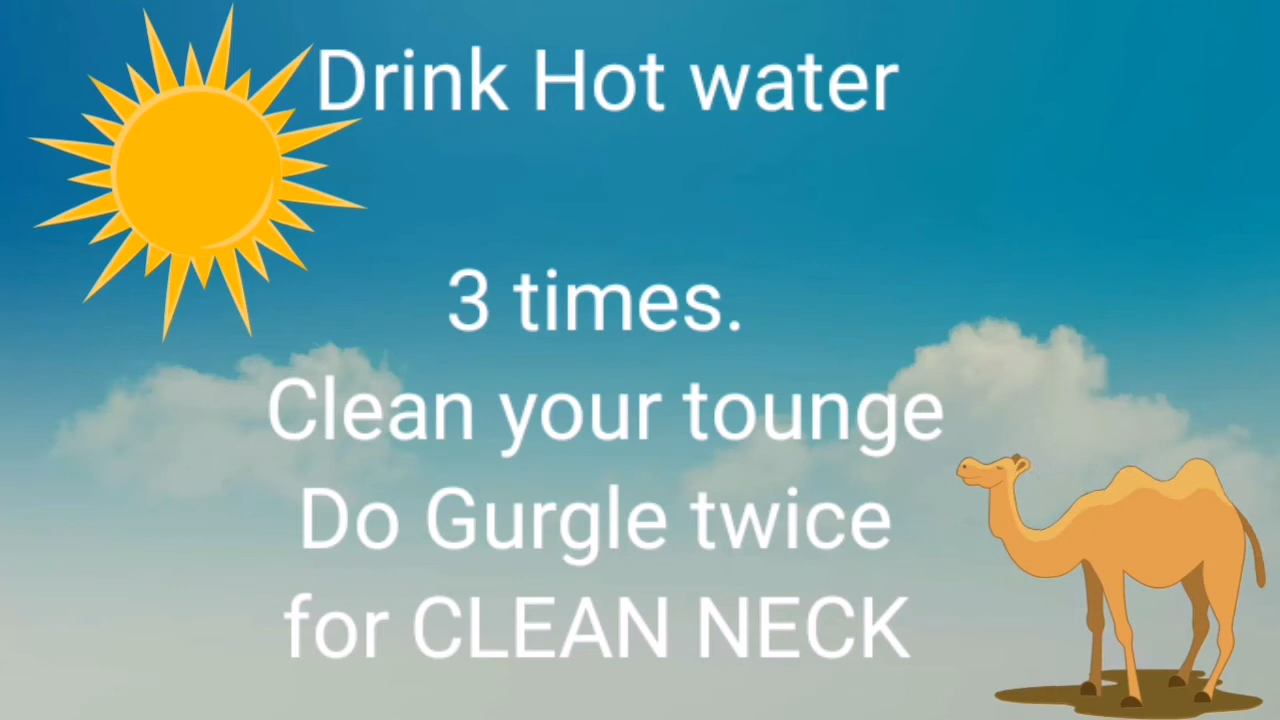 Drink Hot water
3 times.
Clean your tounge
Do Gurgle twice
for CLEAN NECK